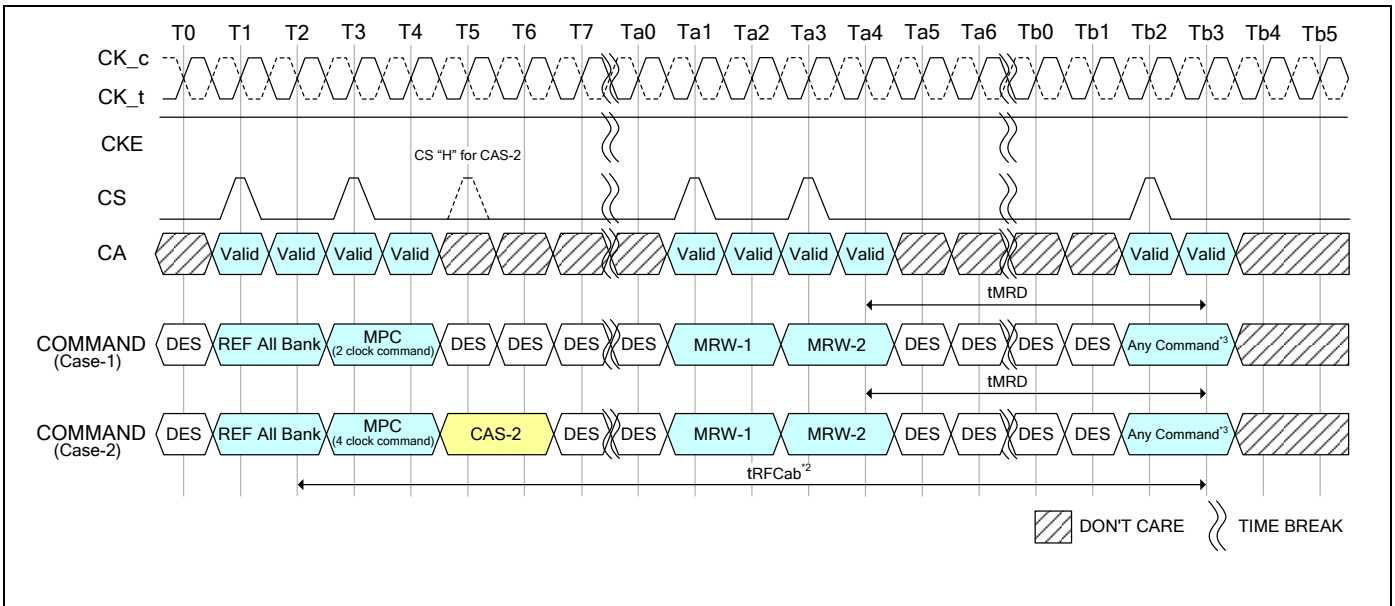 T0 T1 T2 T3 T4 T5 T6 T7 Ta0 Ta1 Ta2 Ta3 Ta4 Ta5 Ta6 Tb0 Tb1 Tb2 Tb3 Tb4 Tb5
CK_c
CK_t
CKE
CS "H" for CAS-2
CS
CA Valid Valid Valid Valid Valid Valid Valid Valid Valid Valid
tMRD
COMMAND (Case-1) DES REF All Bank MPC (2 clock command) DES DES DES DES MRW-1 MRW-2 DES DES DES DES Any Command*3
tMRD
COMMAND (Case-2) DES REF All Bank MPC (4 clock command) CAS-2 DES DES MRW-1 MRW-2 DES DES DES DES Any Command*3
tRFCab*2
DON'T CARE TIME BREAK